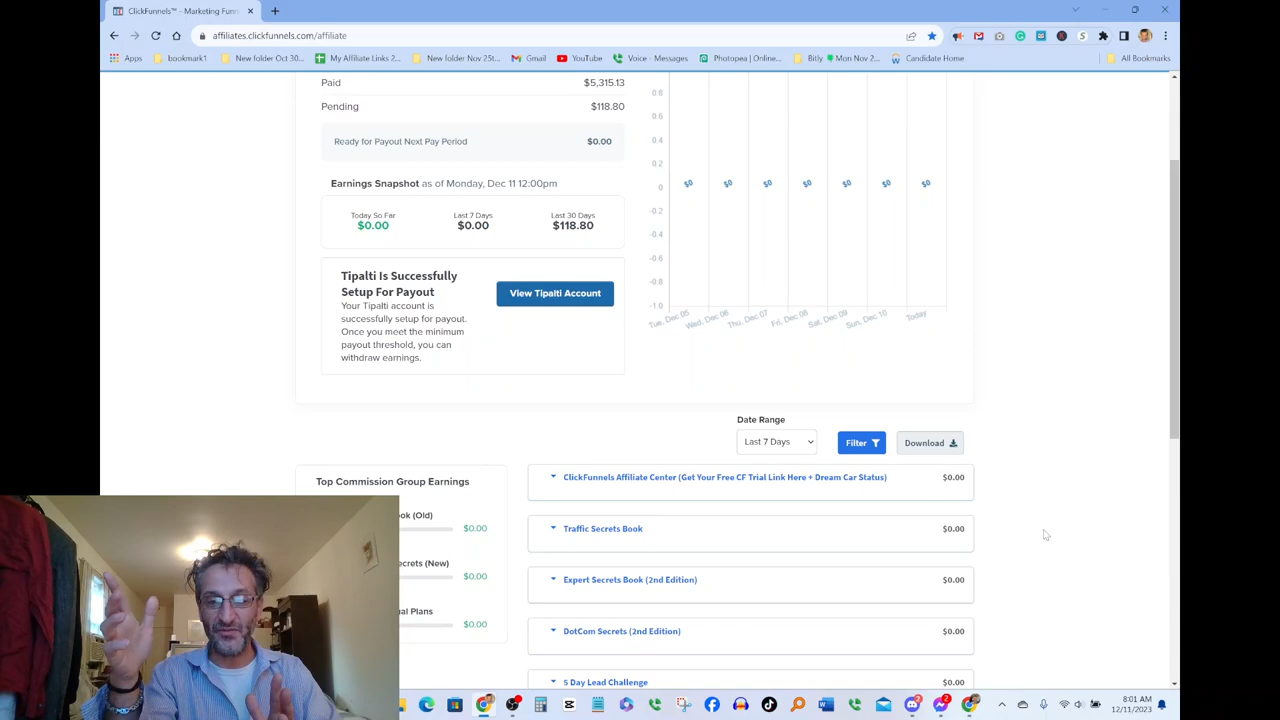 ClickFunnels™ - Marketing Funn
affiliates.clickfunnels.com/affiliate
Apps bookmark1 New folder Oct 30... My Affiliate Links 2... New folder Nov 25t... Gmail YouTube Voice - Messages Photopea | Online... Bitly Mon Nov 2... Candidate Home All Bookmarks
Paid $5,315.13
Pending $118.80
Ready for Payout Next Pay Period $0.00
Earnings Snapshot as of Monday, Dec 11 12:00pm
Today So Far Last 7 Days Last 30 Days
$0.00 $0.00 $118.80
Tipalti Is Successfully
Setup For Payout
Your Tipalti account is
successfully setup for payout.
Once you meet the minimum
payout threshold, you can
withdraw earnings.
View Tipalti Account
0.8
0.6
0.4
0.2
0
-0.2
-0.4
-0.6
-0.8
-1.0
$0 $0 $0 $0 $0 $0 $0
Tue, Dec 05 Wed, Dec 06 Thu, Dec 07 Fri, Dec 08 Sat, Dec 09 Sun, Dec 10 Today
Date Range
Last 7 Days Filter Download
Top Commission Group Earnings
ok (Old)
$0.00
ecrets (New)
$0.00
al Plans
$0.00
ClickFunnels Affiliate Center (Get Your Free CF Trial Link Here + Dream Car Status) $0.00
Traffic Secrets Book $0.00
Expert Secrets Book (2nd Edition) $0.00
DotCom Secrets (2nd Edition) $0.00
5 Day Lead Challenge $0.00
8:01 AM
12/11/2023